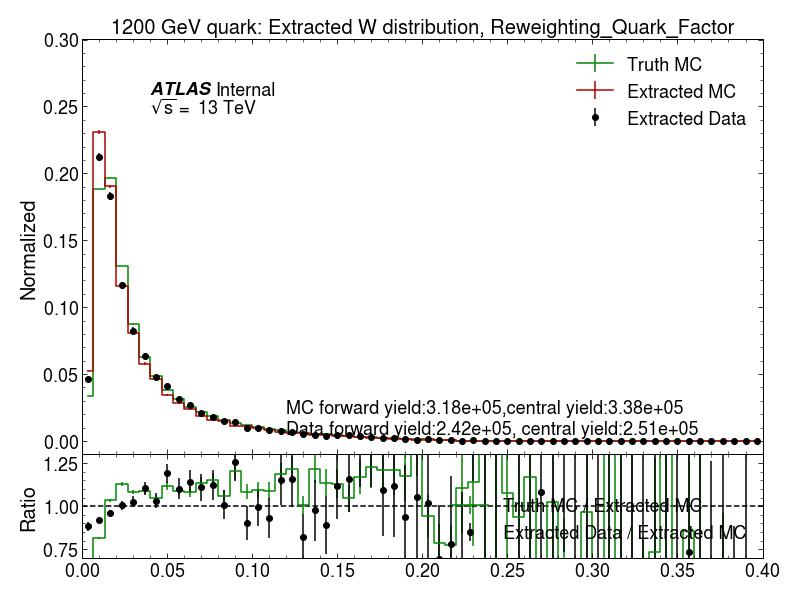 1200 GeV quark: Extracted W distribution, Reweighting_Quark_Factor
0.30
0.25
0.20
0.15
0.10
0.05
0.00
Normalized
ATLAS Internal
√s = 13 TeV
Truth MC
Extracted MC
Extracted Data
MC forward yield:3.18e+05,central yield:3.38e+05
Data forward yield:2.42e+05, central yield:2.51e+05
1.25
1.00
0.75
Ratio
Truth MC / Extracted MC
Extracted Data / Extracted MC
0.00 0.05 0.10 0.15 0.20 0.25 0.30 0.35 0.40